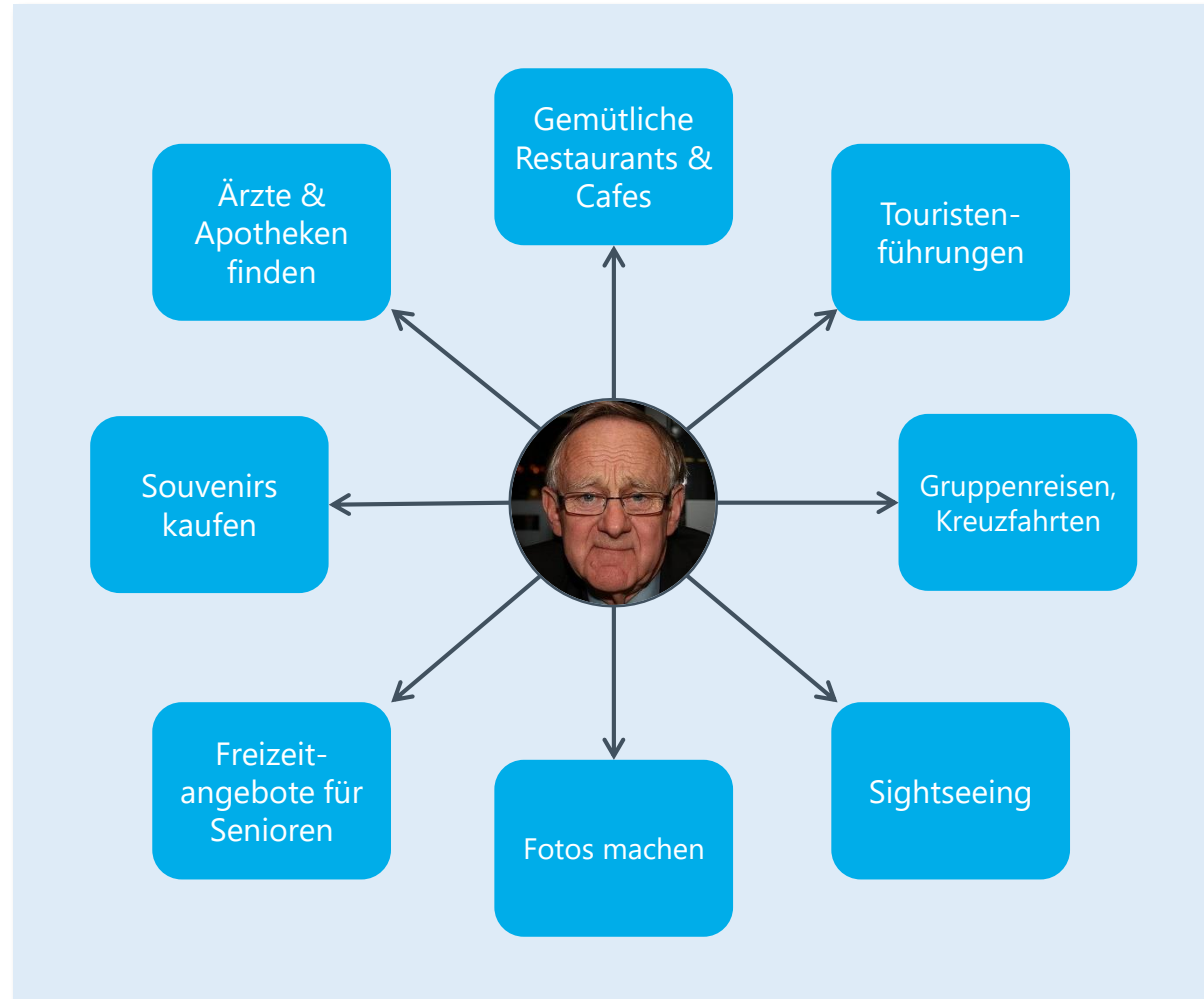 Gemütliche
Restaurants &
Cafes
Ärzte &
Apotheken
finden
Touristen-
führungen
Souvenirs
kaufen
Gruppenreisen,
Kreuzfahrten
Freizeit-
angebote für
Senioren
Fotos machen
Sightseeing